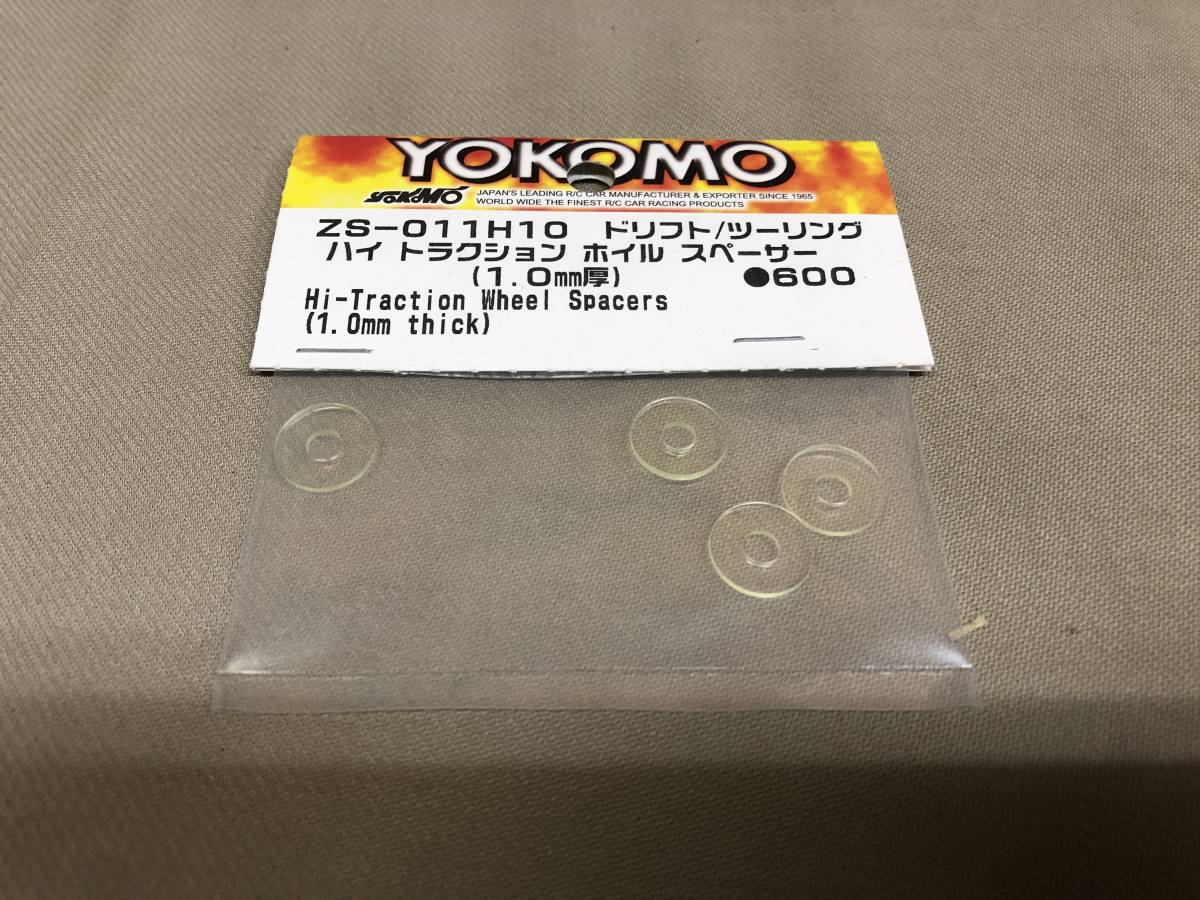 YOKOMO
YOKOMO JAPAN'S LEADING R/C CAR MANUFACTURER & EXPORTER SINCE 1965
WORLD WIDE THE FINEST R/C CAR RACING PRODUCTS
ZS-011H10 ドリフト/ツーリング
ハイ トラクション ホイル スペーサー
(1.0mm厚) ●600
Hi-Traction Wheel Spacers
(1.0mm thick)